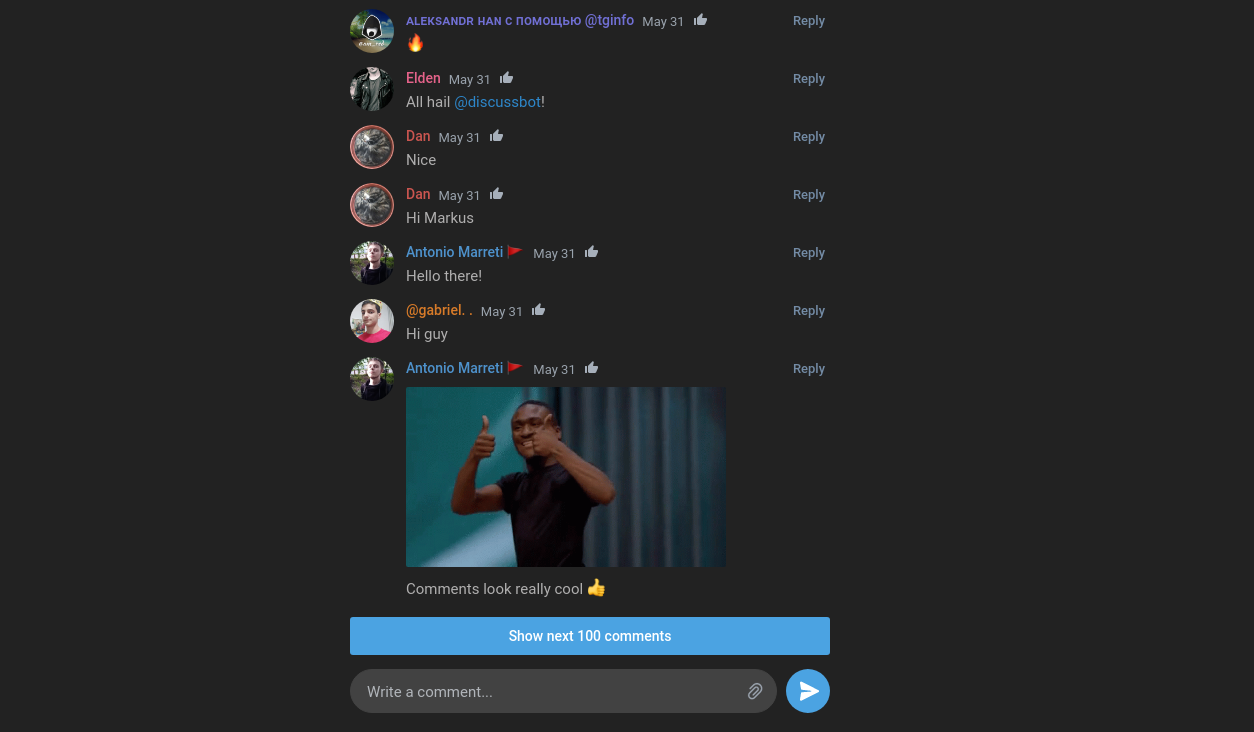 ALEKSANDR HAN С ПОМОЩЬЮ @tginfo May 31 Reply
🔥
Elden May 31 Reply
All hail @discussbot!
Dan May 31 Reply
Nice
Dan May 31 Reply
Hi Markus
Antonio Marreti 🚩 May 31 Reply
Hello there!
@gabriel. . May 31 Reply
Hi guy
Antonio Marreti 🚩 May 31 Reply
Comments look really cool 👍
Show next 100 comments
Write a comment...